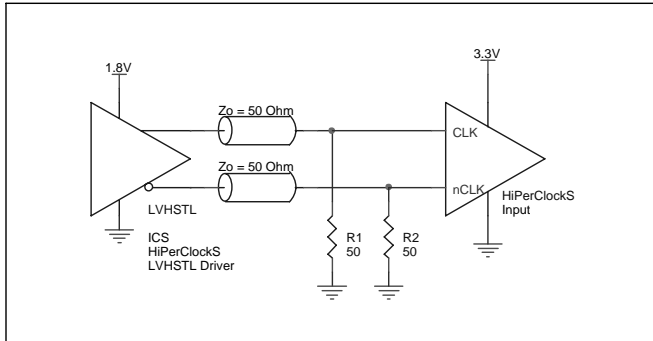 1.8V
3.3V
Zo = 50 Ohm
CLK
Zo = 50 Ohm
nCLK
HiPerClockS
Input
LVHSTL
ICS
HiPerClockS
LVHSTL Driver
R1
50
R2
50